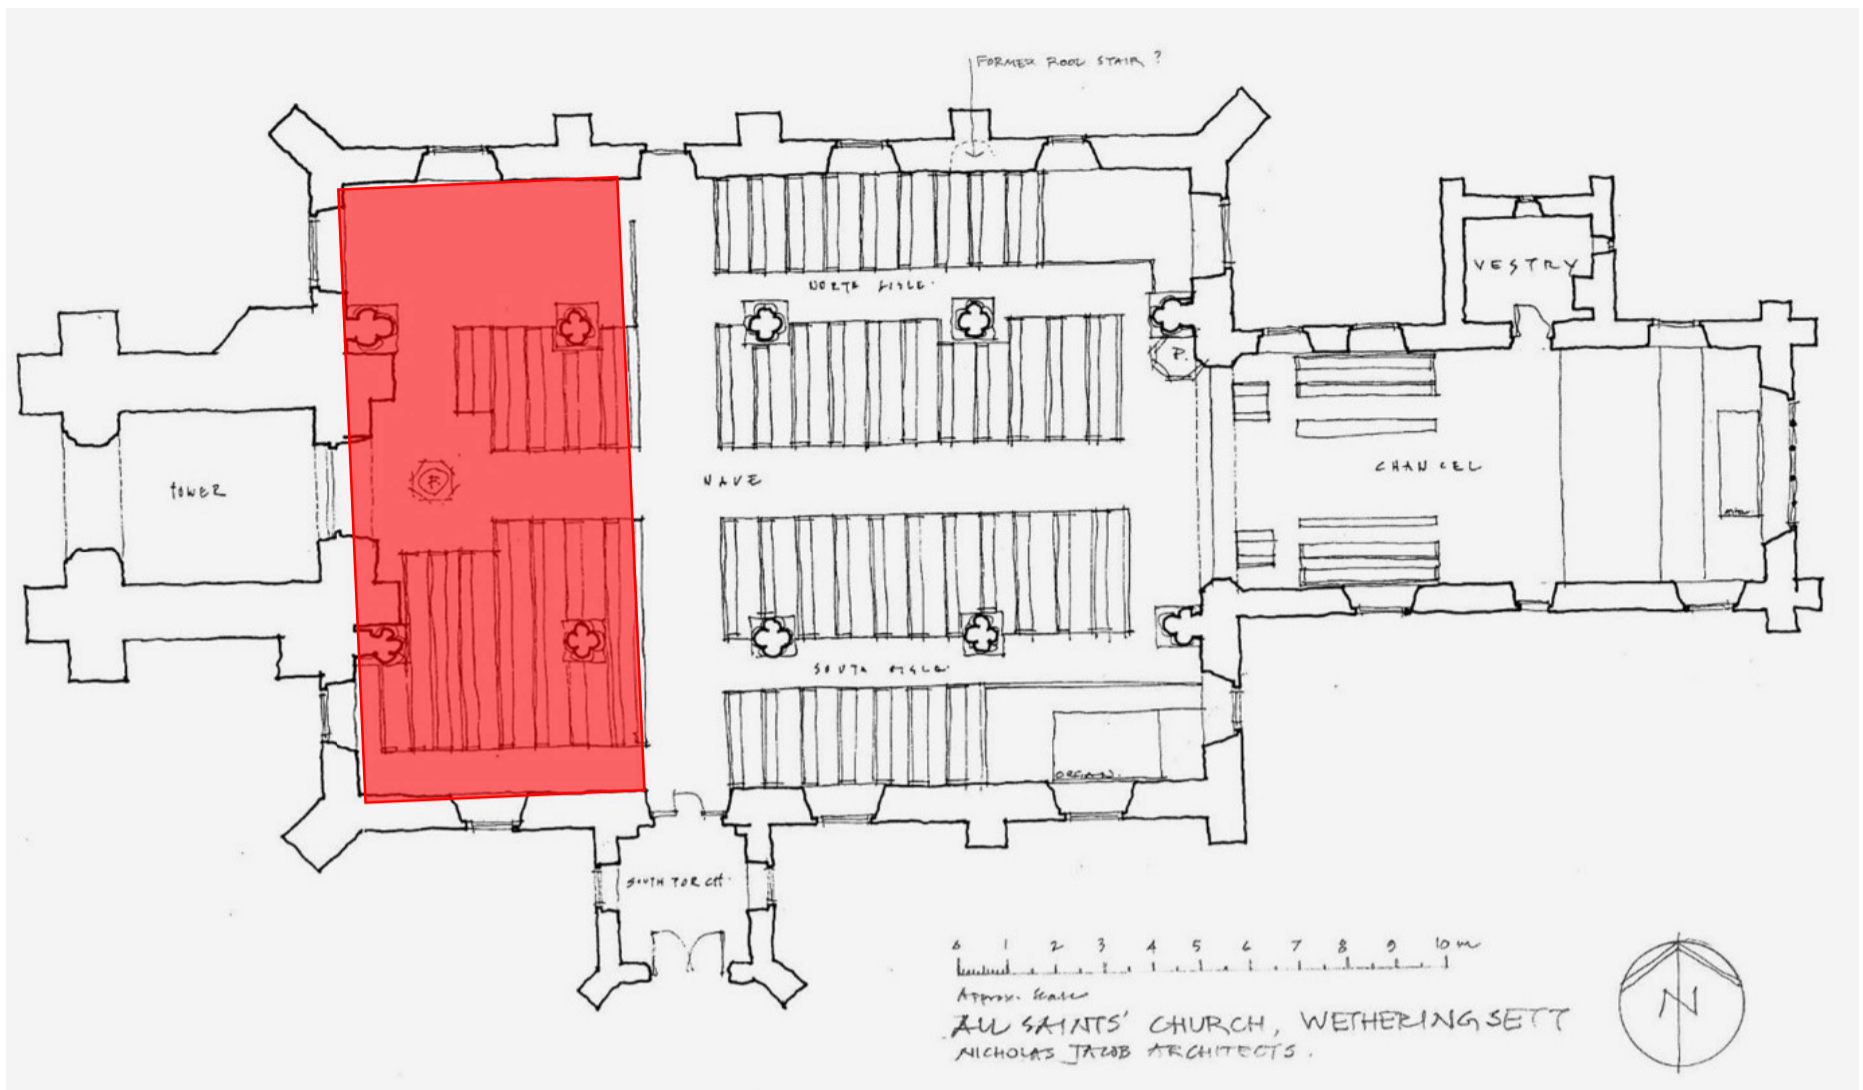 FORMER ROOD STAIR ?
VESTRY
NORTH AISLE.
P.
TOWER
F.
NAVE
CHANCEL
SOUTH AISLE.
ORGAN.
SOUTH PORCH.
0 1 2 3 4 5 6 7 8 9 10 m
Approx. Scale
ALL SAINTS' CHURCH, WETHERINGSETT
NICHOLAS JACOB ARCHITECTS.
N